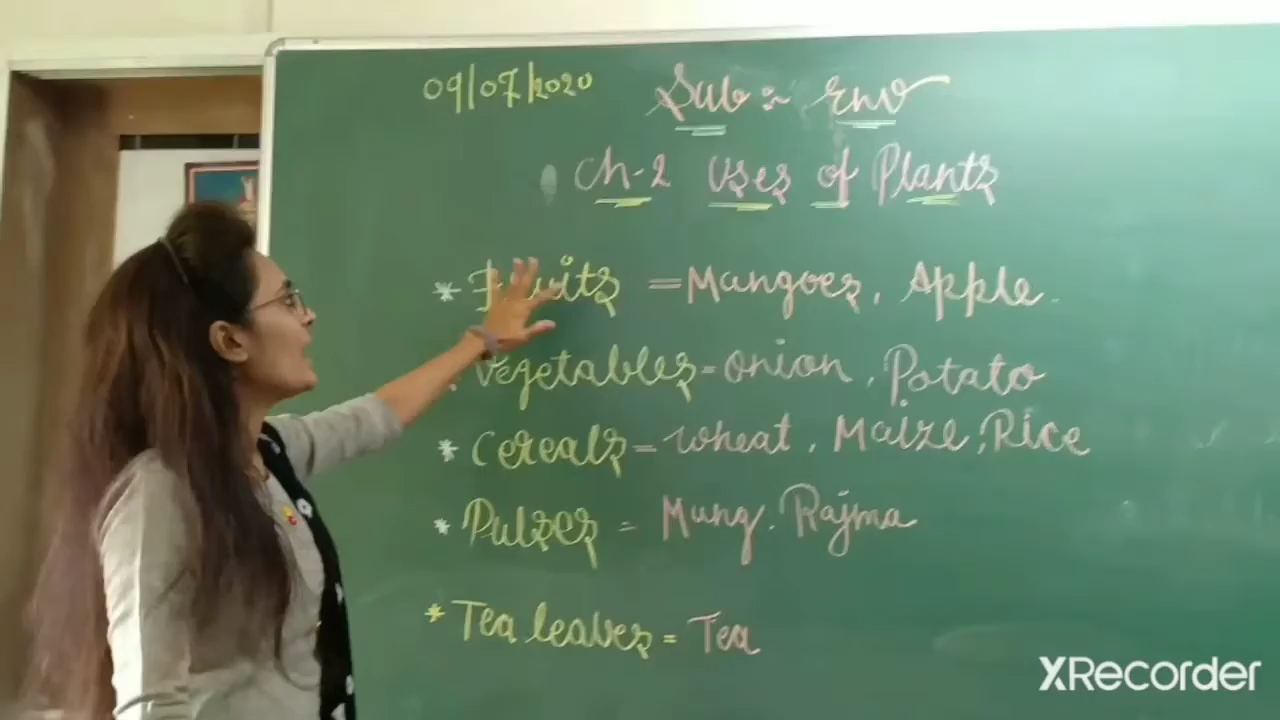 09/07/2020
Sub :- Env
Ch-2 Uses of Plants
* Fruits = Mangoes, Apple.
. Vegetables = Onion, Potato
* Cereals = Wheat, Maize, Rice
* Pulses = Mung. Rajma
* Tea leaves = Tea
XRecorder